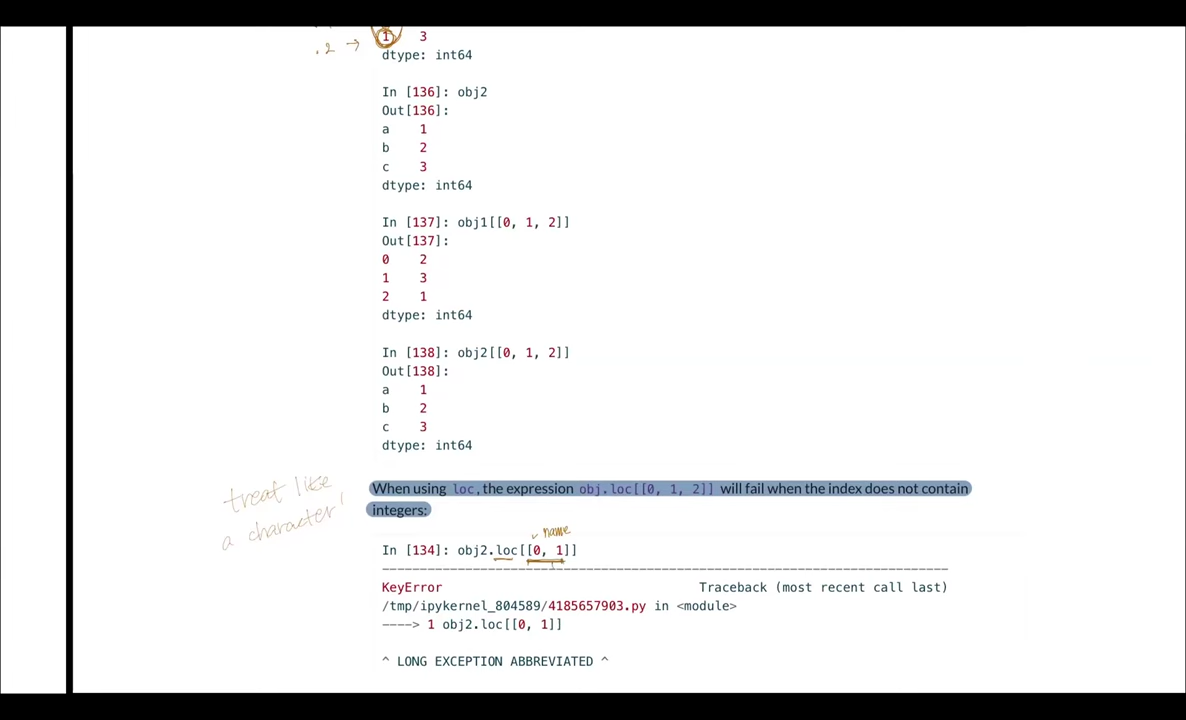 1 3
.2 →
dtype: int64
In [136]: obj2
Out[136]:
a 1
b 2
c 3
dtype: int64
In [137]: obj1[[0, 1, 2]]
Out[137]:
0 2
1 3
2 1
dtype: int64
In [138]: obj2[[0, 1, 2]]
Out[138]:
a 1
b 2
c 3
dtype: int64
treat like
a character!
When using loc, the expression obj.loc[[0, 1, 2]] will fail when the index does not contain
integers:
name
In [134]: obj2.loc[[0, 1]]
---------------------------------------------------------------------------
KeyError Traceback (most recent call last)
/tmp/ipykernel_804589/4185657903.py in <module>
----> 1 obj2.loc[[0, 1]]
^ LONG EXCEPTION ABBREVIATED ^